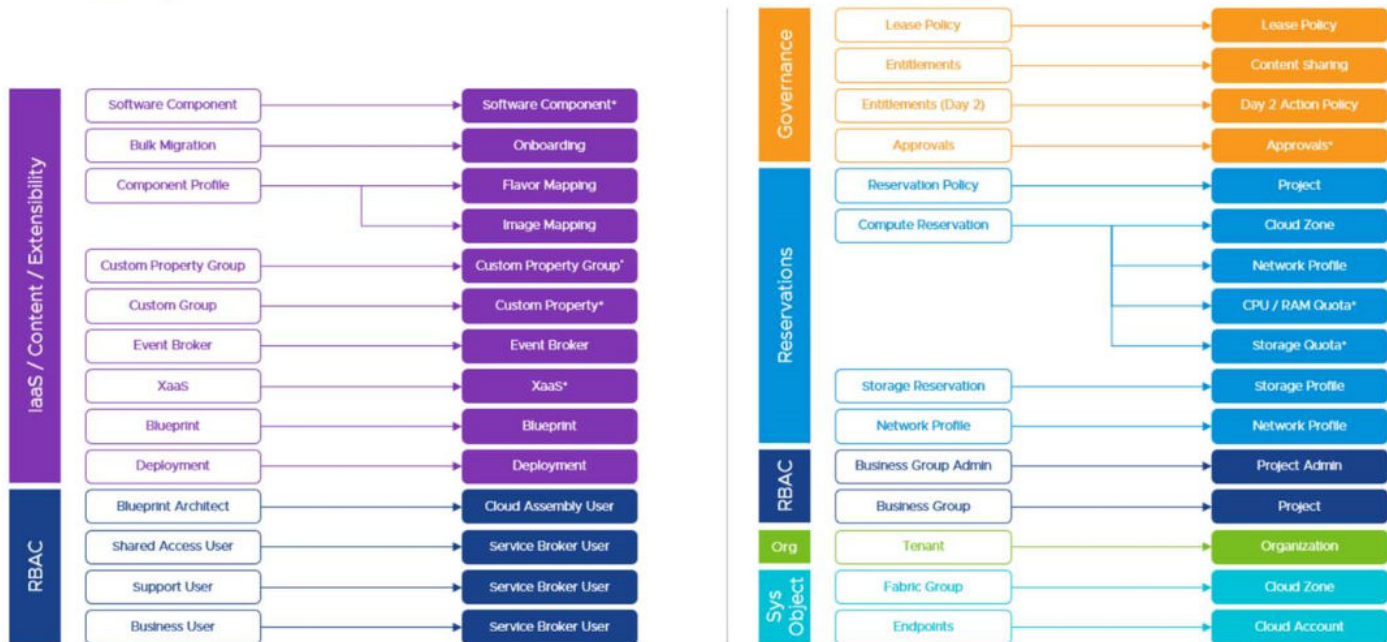 IaaS / Content / Extensibility
Software Component
Software Component*
Bulk Migration
Onboarding
Component Profile
Flavor Mapping
Image Mapping
Custom Property Group
Custom Property Group*
Custom Group
Custom Property*
Event Broker
Event Broker
XaaS
XaaS*
Blueprint
Blueprint
Deployment
Deployment
RBAC
Blueprint Architect
Cloud Assembly User
Shared Access User
Service Broker User
Support User
Service Broker User
Business User
Service Broker User
Governance
Lease Policy
Lease Policy
Entitlements
Content Sharing
Entitlements (Day 2)
Day 2 Action Policy
Approvals
Approvals*
Reservations
Reservation Policy
Project
Compute Reservation
Cloud Zone
Network Profile
CPU / RAM Quota*
Storage Quota*
Storage Reservation
Storage Profile
Network Profile
Network Profile
RBAC
Business Group Admin
Project Admin
Business Group
Project
Org
Tenant
Organization
Sys
Object
Fabric Group
Cloud Zone
Endpoints
Cloud Account